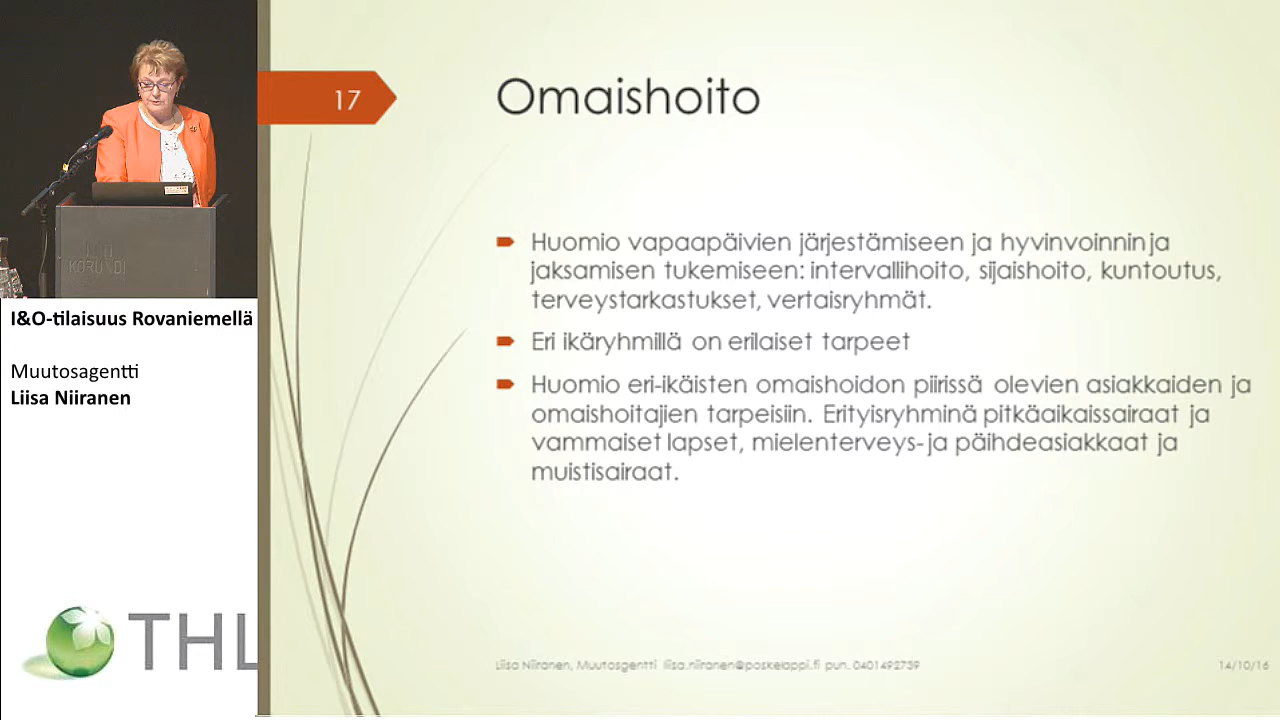 17
Omaishoito
Huomio vapaapäivien järjestämiseen ja hyvinvoinnin ja
jaksamisen tukemiseen: intervallihoito, sijaishoito, kuntoutus,
terveystarkastukset, vertaisryhmät.
Eri ikäryhmillä on erilaiset tarpeet
Huomio eri-ikäisten omaishoidon piirissä olevien asiakkaiden ja
omaishoitajien tarpeisiin. Erityisryhminä pitkäaikaissairaat ja
vammaiset lapset, mielenterveys- ja päihdeasiakkaat ja
muistisairaat.
Liisa Niiranen, Muutosgentti liisa.niiranen@poskelappi.fi pun. 0401492739
14/10/16
KORUNDI
I&O-tilaisuus Rovaniemellä
Muutosagentti
Liisa Niiranen
THL